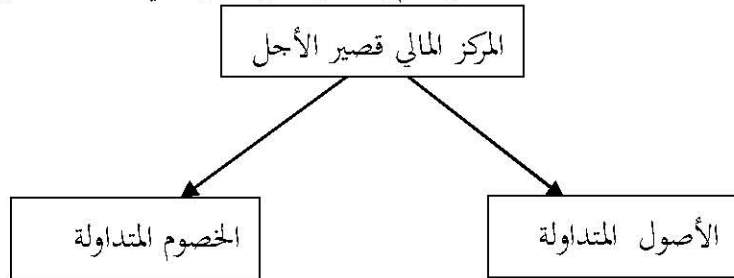 المركز المالي قصير الأجل
الأصول المتداولة
الخصوم المتداولة